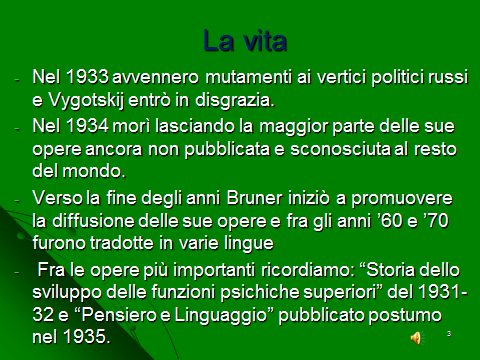 La vita
- Nel 1933 avvennero mutamenti ai vertici politici russi
e Vygotskij entrò in disgrazia.
- Nel 1934 morì lasciando la maggior parte delle sue
opere ancora non pubblicata e sconosciuta al resto
del mondo.
- Verso la fine degli anni Bruner iniziò a promuovere
la diffusione delle sue opere e fra gli anni '60 e '70
furono tradotte in varie lingue
- Fra le opere più importanti ricordiamo: “Storia dello
sviluppo delle funzioni psichiche superiori” del 1931-
32 e “Pensiero e Linguaggio” pubblicato postumo
nel 1935.
3